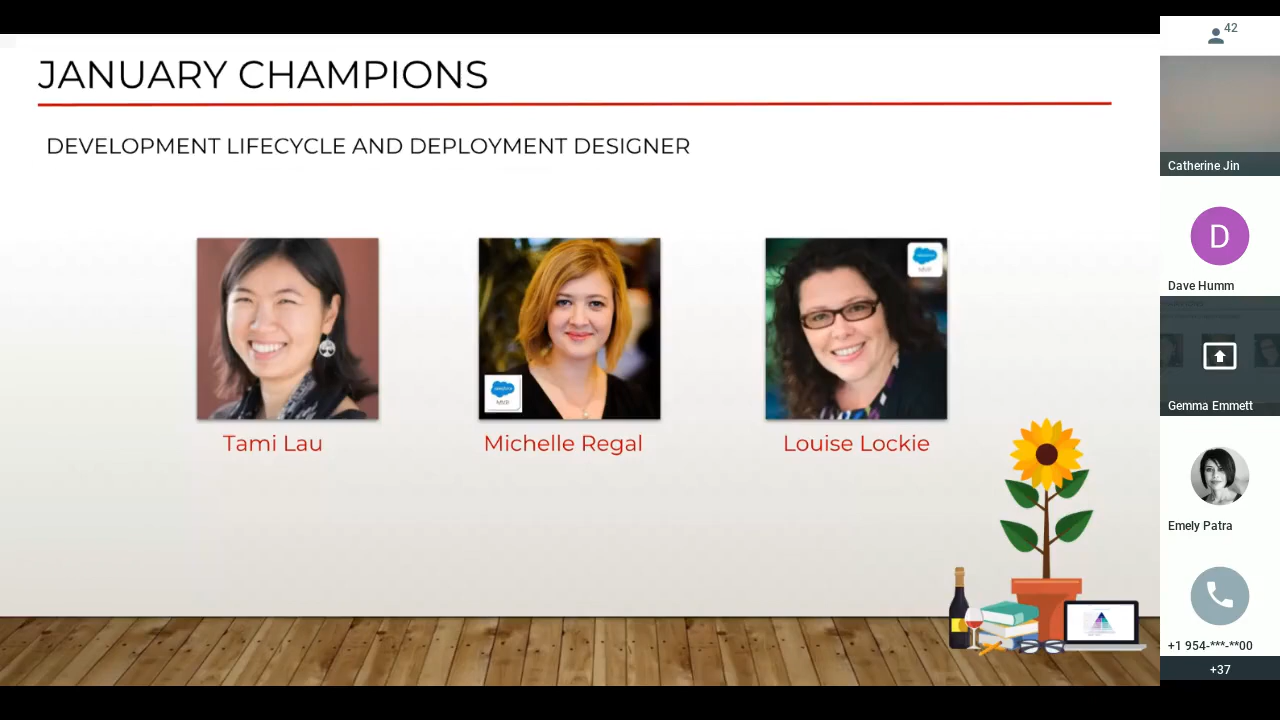 JANUARY CHAMPIONS
DEVELOPMENT LIFECYCLE AND DEPLOYMENT DESIGNER
Tami Lau
Michelle Regal
Louise Lockie
42
Catherine Jin
D
Dave Humm
Gemma Emmett
Emely Patra
+1 954-***-**00
+37